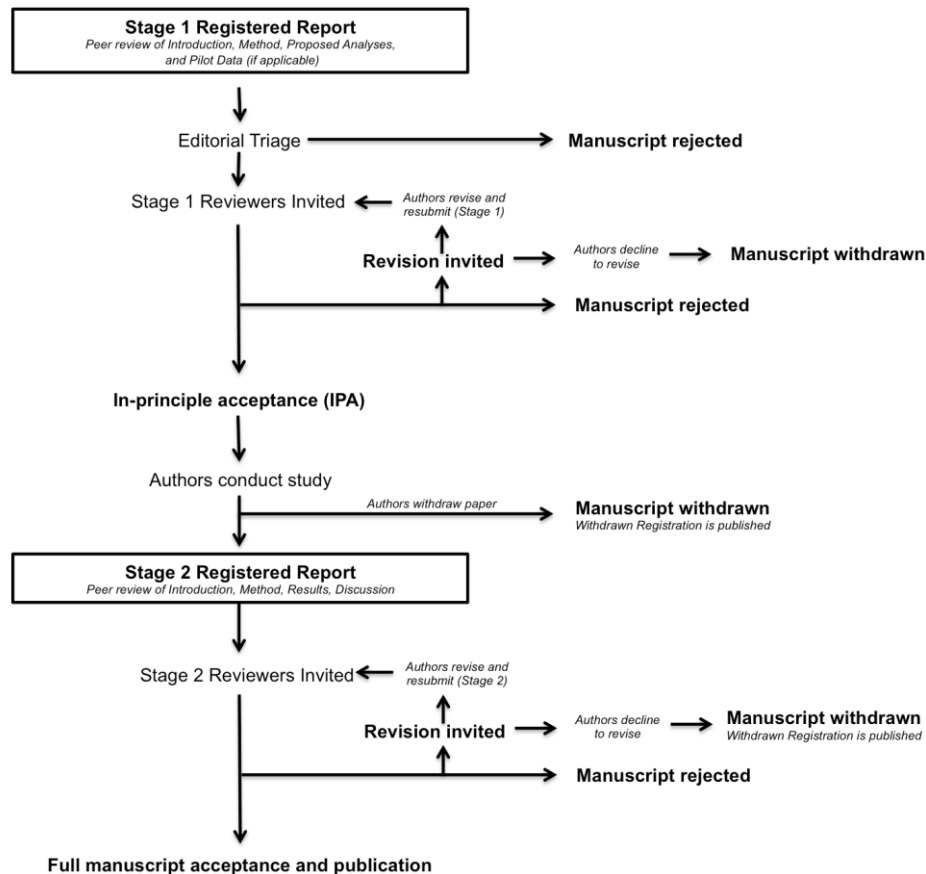 Stage 1 Registered Report
Peer review of Introduction, Method, Proposed Analyses,
and Pilot Data (if applicable)
Editorial Triage
Manuscript rejected
Stage 1 Reviewers Invited
Authors revise and
resubmit (Stage 1)
Revision invited
Authors decline
to revise
Manuscript withdrawn
Manuscript rejected
In-principle acceptance (IPA)
Authors conduct study
Authors withdraw paper
Manuscript withdrawn
Withdrawn Registration is published
Stage 2 Registered Report
Peer review of Introduction, Method, Results, Discussion
Stage 2 Reviewers Invited
Authors revise and
resubmit (Stage 2)
Revision invited
Authors decline
to revise
Manuscript withdrawn
Withdrawn Registration is published
Manuscript rejected
Full manuscript acceptance and publication